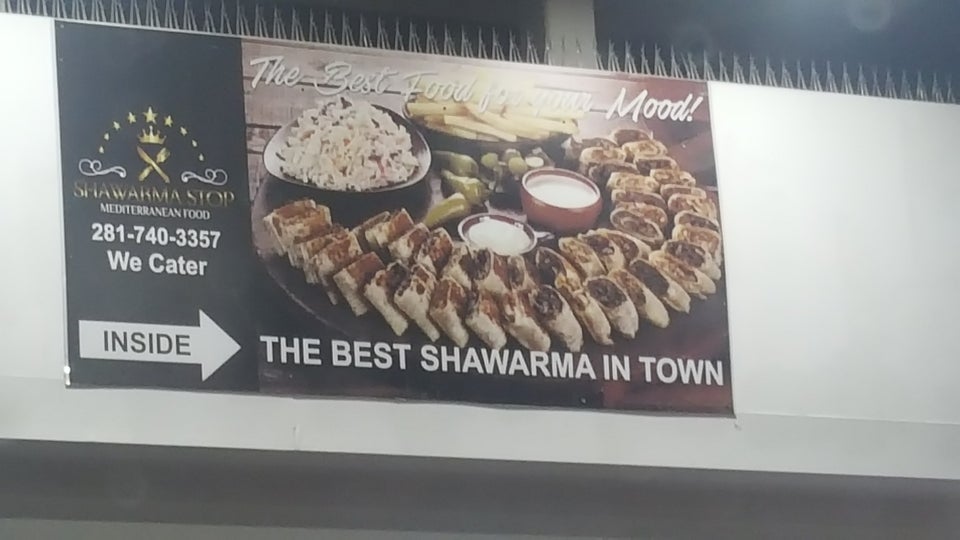 The Best Food for your Mood!
SHAWARMA STOP
MEDITERRANEAN FOOD
281-740-3357
We Cater
INSIDE
THE BEST SHAWARMA IN TOWN